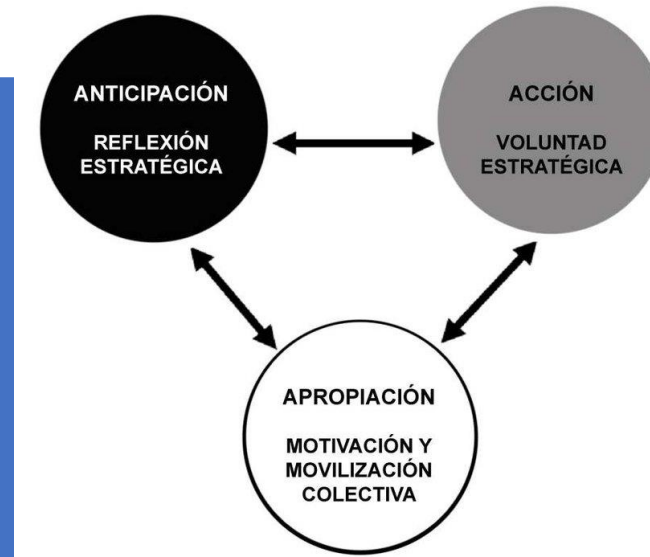 ANTICIPACIÓN
REFLEXIÓN
ESTRATÉGICA
ACCIÓN
VOLUNTAD
ESTRATÉGICA
APROPIACIÓN
MOTIVACIÓN Y
MOVILIZACIÓN
COLECTIVA